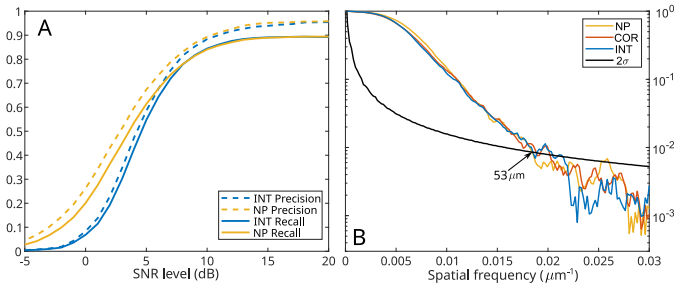 A
1
0.9
0.8
0.7
0.6
0.5
0.4
0.3
0.2
0.1
0
-5
0
5
10
15
20
SNR level (dB)
INT Precision
NP Precision
INT Recall
NP Recall
B
NP
COR
INT
2σ
53 μm
10⁰
10⁻¹
10⁻²
10⁻³
0
0.005
0.01
0.015
0.02
0.025
0.03
Spatial frequency (μm⁻¹)